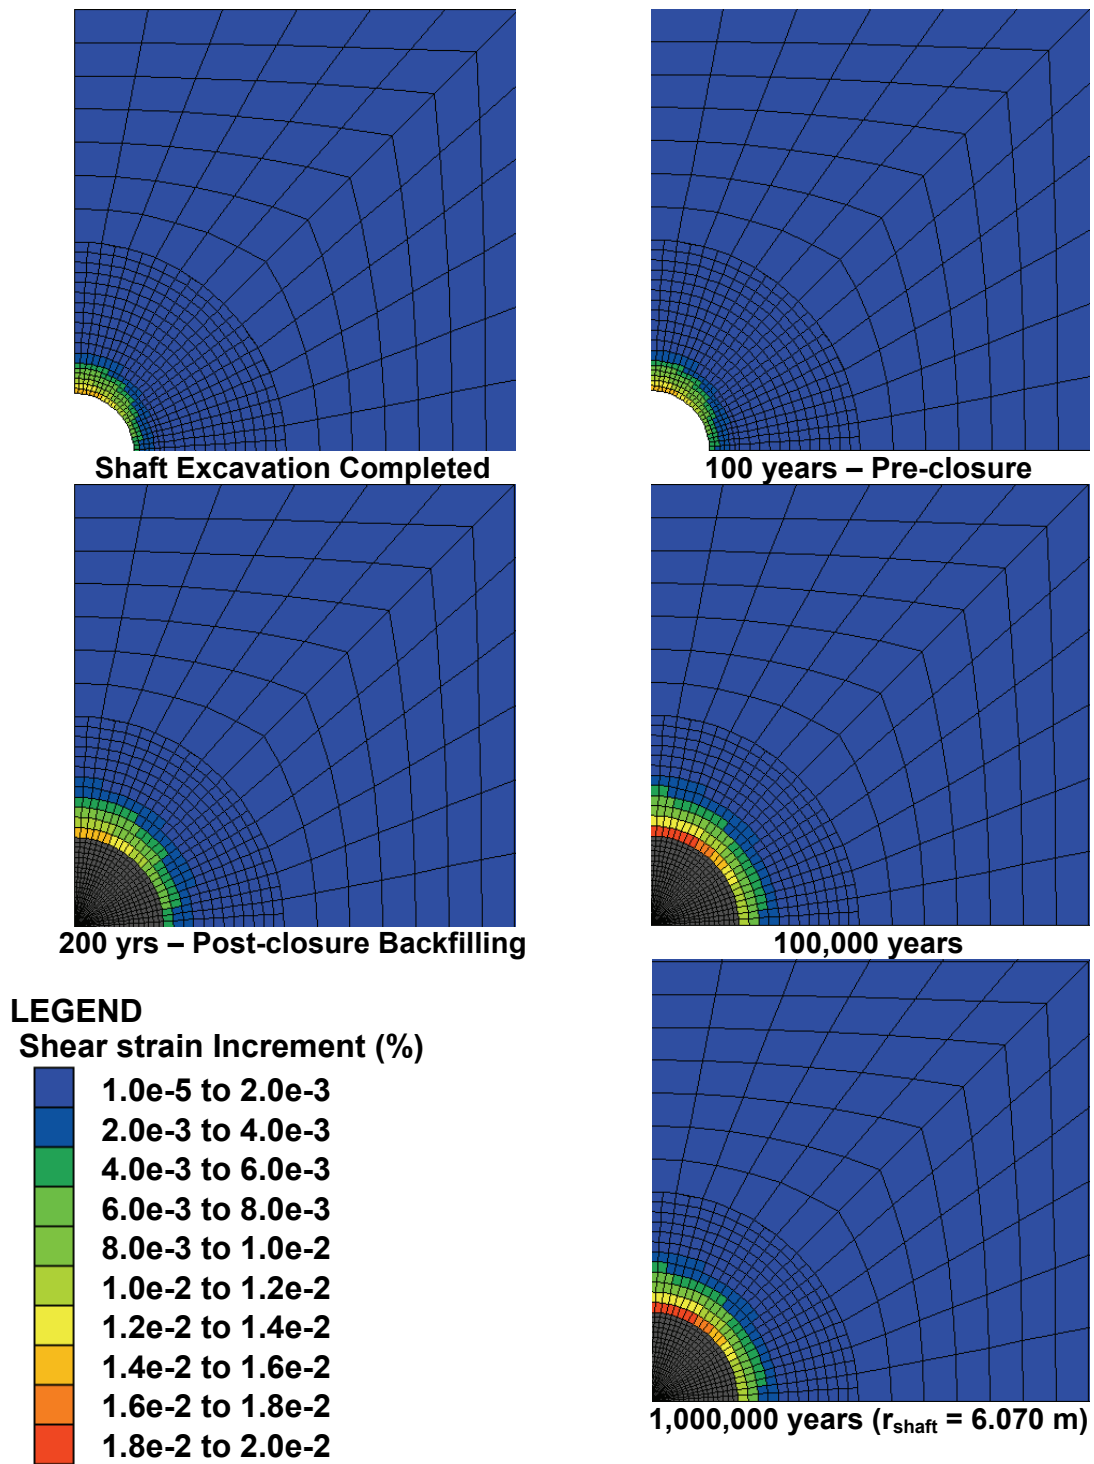 Shaft Excavation Completed
100 years – Pre-closure
200 yrs – Post-closure Backfilling
100,000 years
LEGEND
Shear strain Increment (%)
1.0e-5 to 2.0e-3
2.0e-3 to 4.0e-3
4.0e-3 to 6.0e-3
6.0e-3 to 8.0e-3
8.0e-3 to 1.0e-2
1.0e-2 to 1.2e-2
1.2e-2 to 1.4e-2
1.4e-2 to 1.6e-2
1.6e-2 to 1.8e-2
1.8e-2 to 2.0e-2
1,000,000 years (rshaft = 6.070 m)